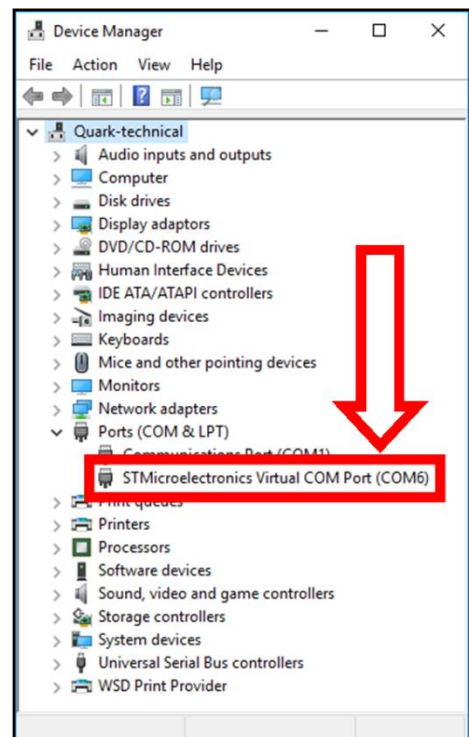 Device Manager
File Action View Help
Quark-technical
Audio inputs and outputs
Computer
Disk drives
Display adaptors
DVD/CD-ROM drives
Human Interface Devices
IDE ATA/ATAPI controllers
Imaging devices
Keyboards
Mice and other pointing devices
Monitors
Network adapters
Ports (COM & LPT)
Communications Port (COM1)
STMicroelectronics Virtual COM Port (COM6)
Print queues
Printers
Processors
Software devices
Sound, video and game controllers
Storage controllers
System devices
Universal Serial Bus controllers
WSD Print Provider